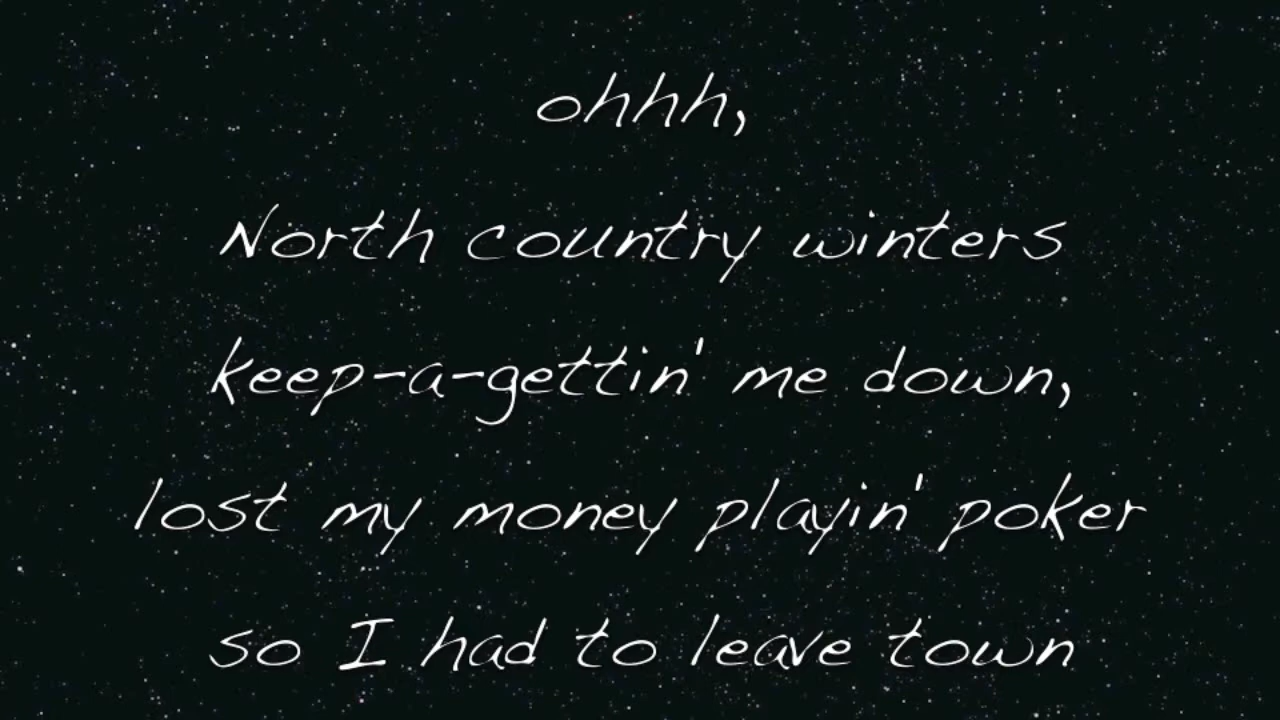 ohhh,
North country winters
keep-a-gettin' me down,
lost my money playin' poker
so I had to leave town